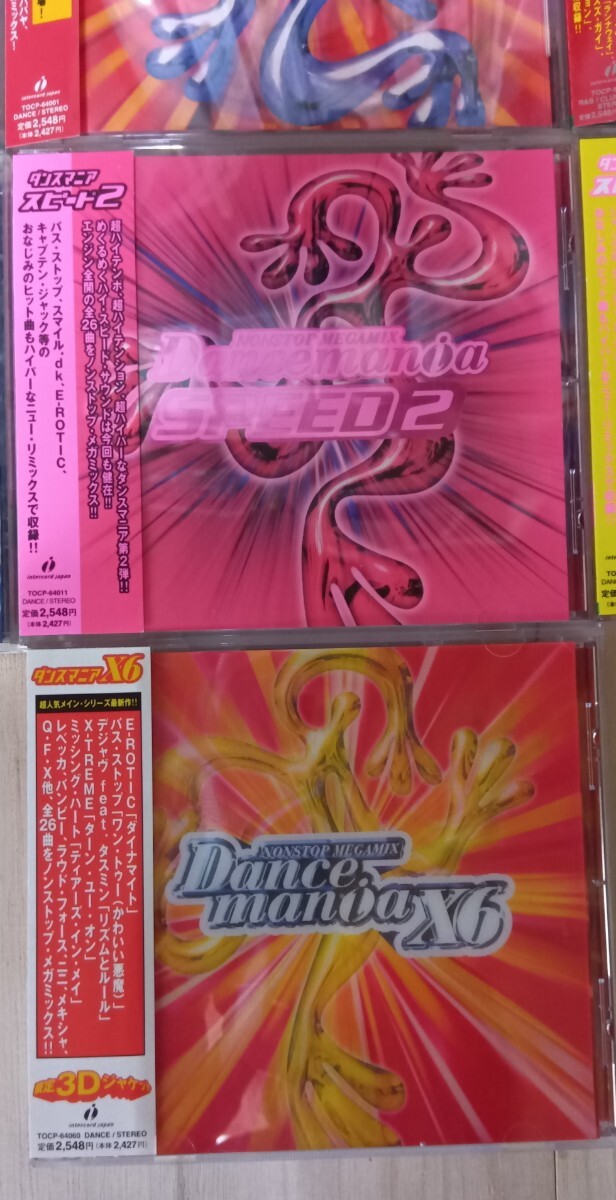 intercord japan
TOCP-64001
DANCE / STEREO
定価2,548円
(本体2,427円)
ダンスマニア
スピード2
超ハイテンポ、超ハイテンション、超ハイパーなダンスマニア第2弾!!
めくるめくハイ・スピード・サウンドは今回も健在!!
エンジン全開の全26曲をノンストップ・メガミックス!!
バス・ストップ、スマイル.dk、E-ROTIC、
キャプテン・ジャック等の
おなじみのヒット曲もハイパーなニュー・リミックスで収録!!
intercord japan
TOCP-64011
DANCE / STEREO
定価2,548円
(本体2,427円)
NONSTOP MEGAMIX
Dancemania
SPEED2
ダンスマニアX6
超人気メイン・シリーズ最新作!!
E-ROTIC「ダイナマイト」
バス・ストップ「ワン・トゥー(かわいい悪魔)」
デジャヴ feat. タスミン「リズムとルール」
X-TREME「ターン・ユー・オン」
ミッシング・ハート「ティアーズ・イン・メイ」
レベッカ、バンビー、ラウド・フォース、ニニ、メキシャ、
Q・F・X他、全26曲をノンストップ・メガミックス!!
限定3Dジャケット
intercord japan
TOCP-64060 DANCE / STEREO
定価2,548円(本体2,427円)
NONSTOP MEGAMIX
Dance
mania X6